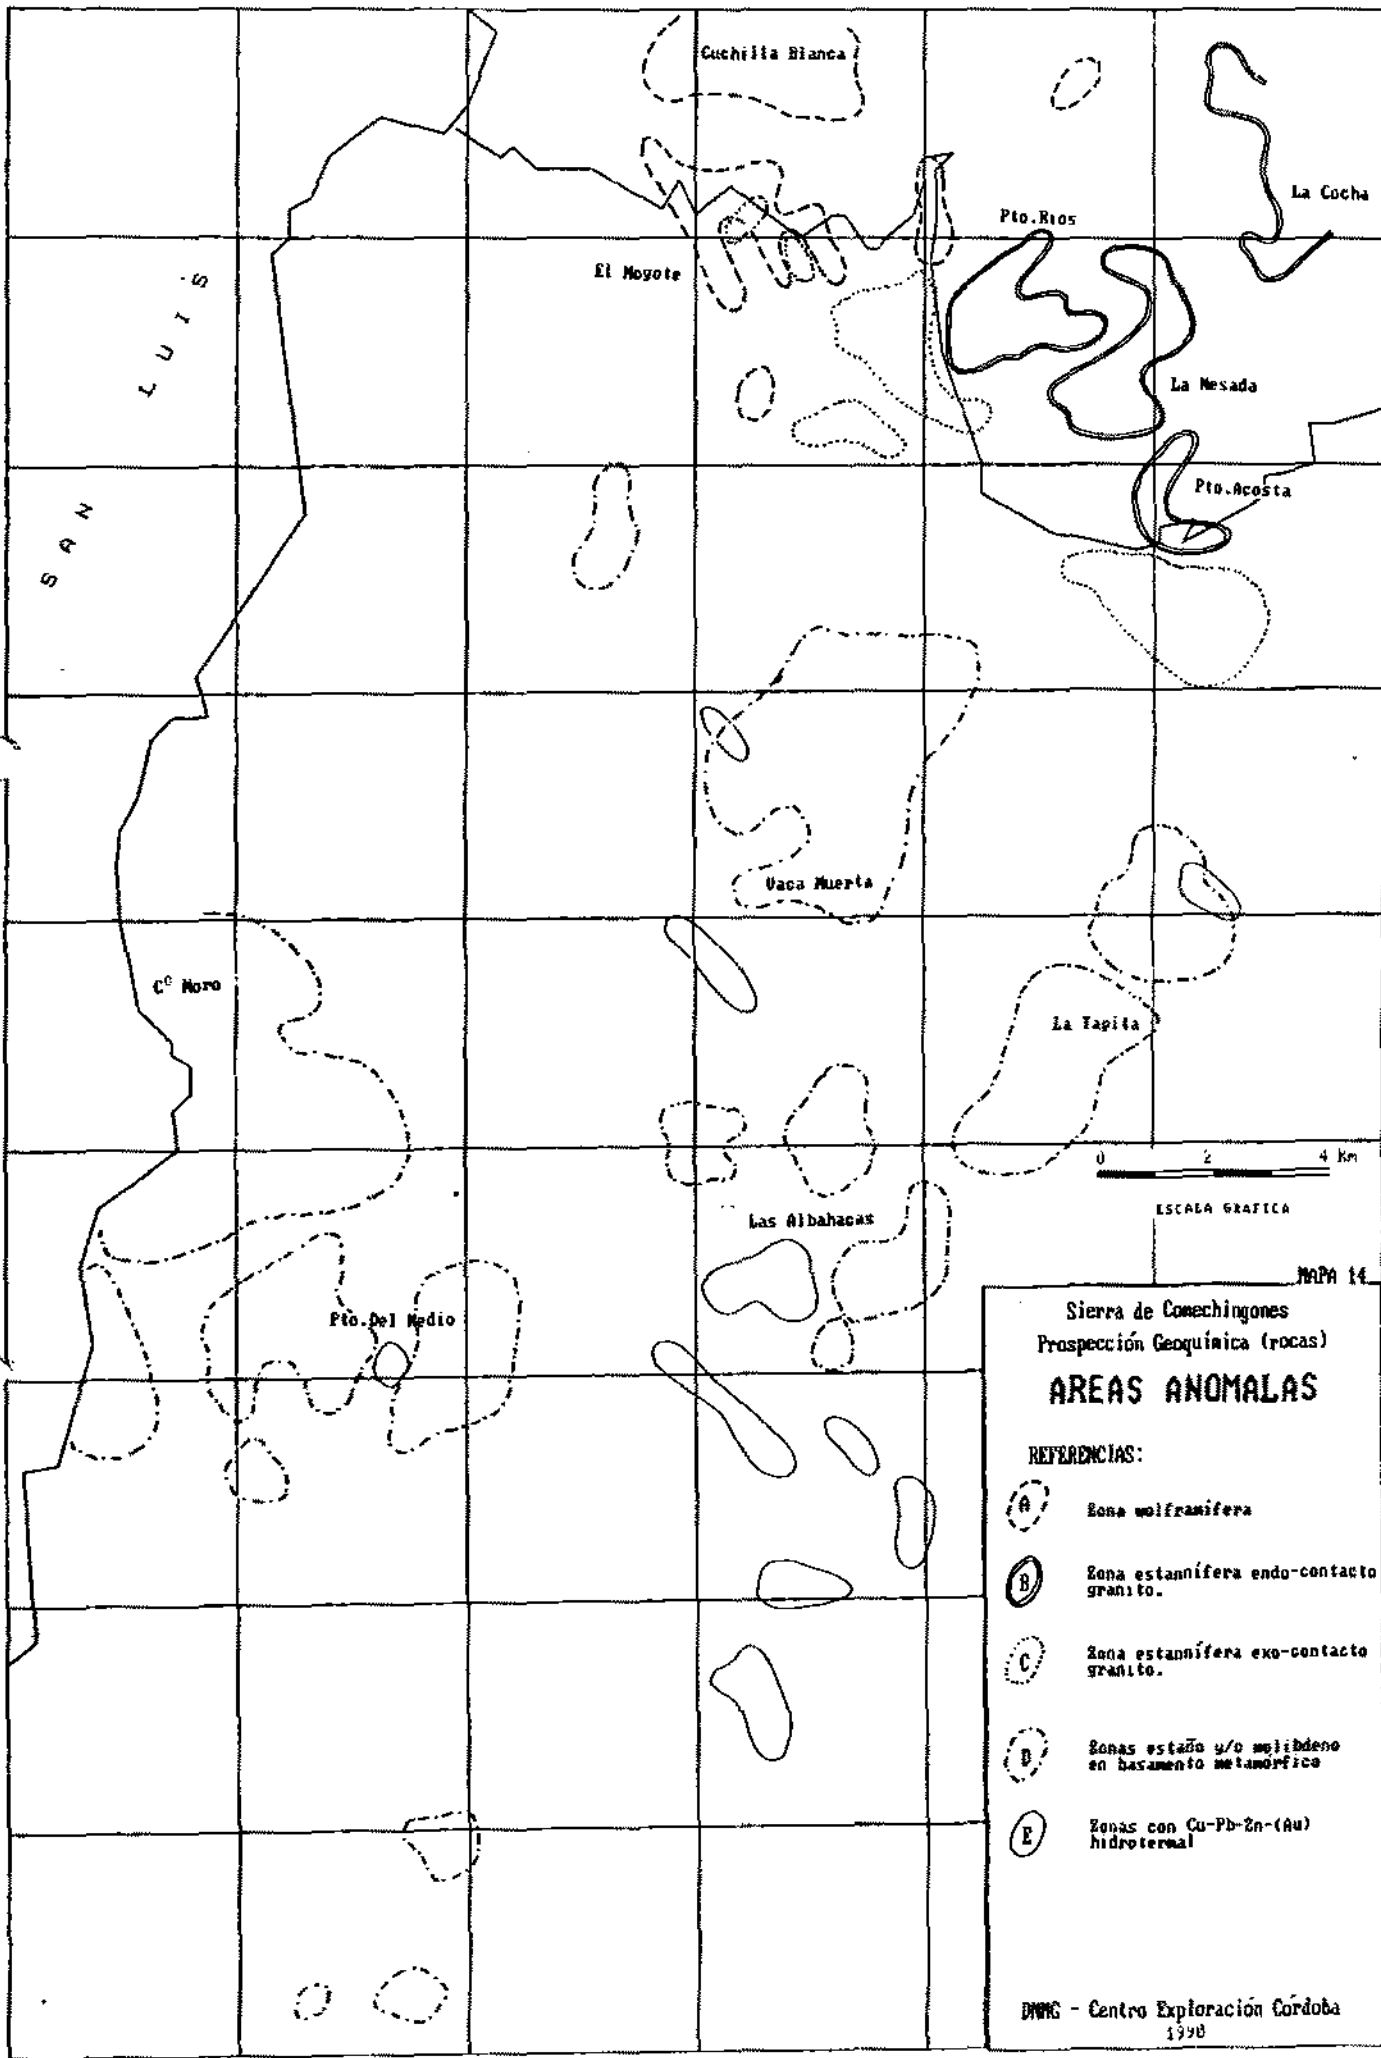 Cuchilla Blanca
La Cocha
Pto.Rios
El Moyote
SAN LUIS
La Mesada
Pto.Acosta
Vaca Muerta
Cº Moro
La Tapita
0 2 4 Km
ESCALA GRAFICA
Las Albahacas
Pto.Del Medio
MAPA 14
Sierra de Comechingones
Prospección Geoquímica (rocas)
AREAS ANOMALAS
REFERENCIAS:
A Zona wolframífera
B Zona estannífera endo-contacto
granito.
C Zona estannífera exo-contacto
granito.
D Zonas estaño y/o molibdeno
en basamento metamórfico
E Zonas con Cu-Pb-Zn-(Au)
hidrotermal
DNMG - Centro Exploración Córdoba
1990